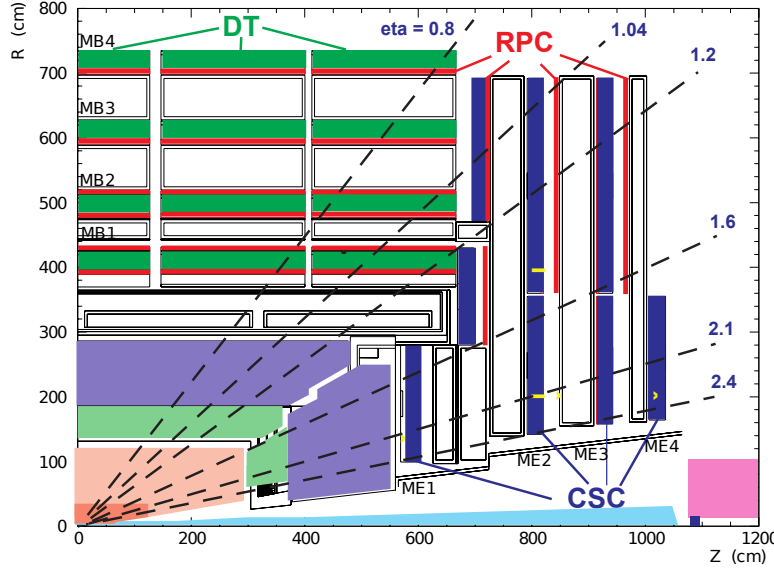 800
MB4
DT
eta = 0.8
RPC
1.04
1.2
R (cm)
700
MB3
600
MB2
500
MB1
1.6
400
300
2.1
200
2.4
100
ME1
ME2
ME3
ME4
CSC
0
0
200
400
600
800
1000
1200
Z (cm)